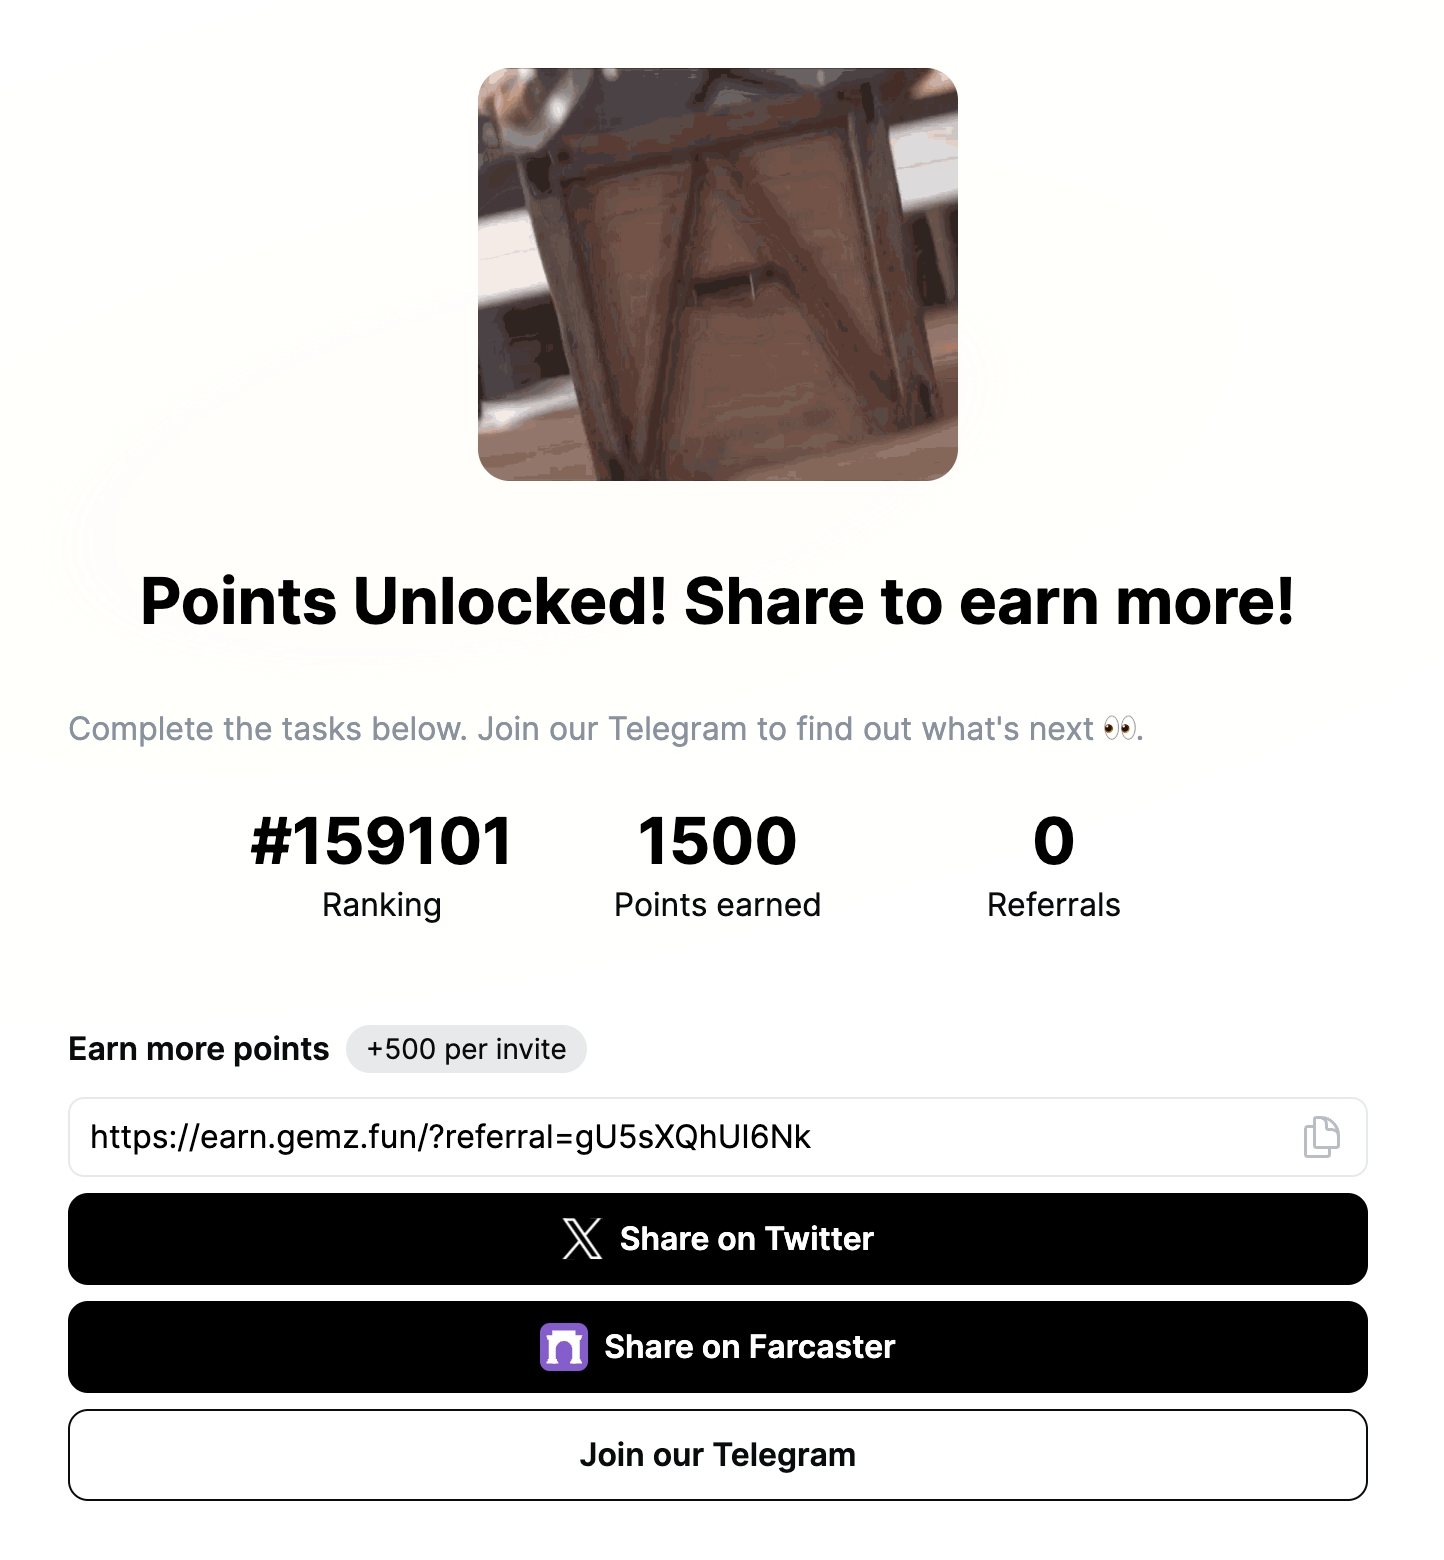 Points Unlocked! Share to earn more!
Complete the tasks below. Join our Telegram to find out what's next 👀.
#159101 1500 0
Ranking Points earned Referrals
Earn more points +500 per invite
https://earn.gemz.fun/?referral=gU5sXQhUI6Nk
Share on Twitter
Share on Farcaster
Join our Telegram